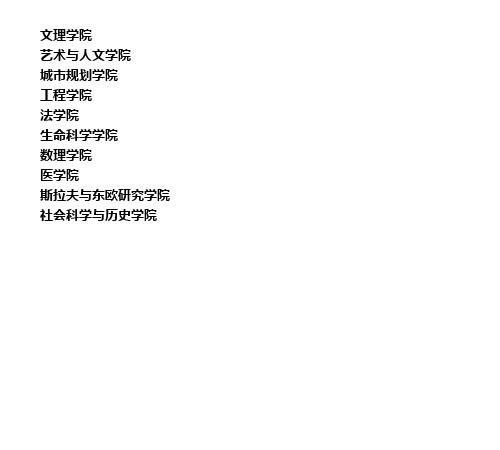 文理学院
艺术与人文学院
城市规划学院
工程学院
法学院
生命科学学院
数理学院
医学院
斯拉夫与东欧研究学院
社会科学与历史学院